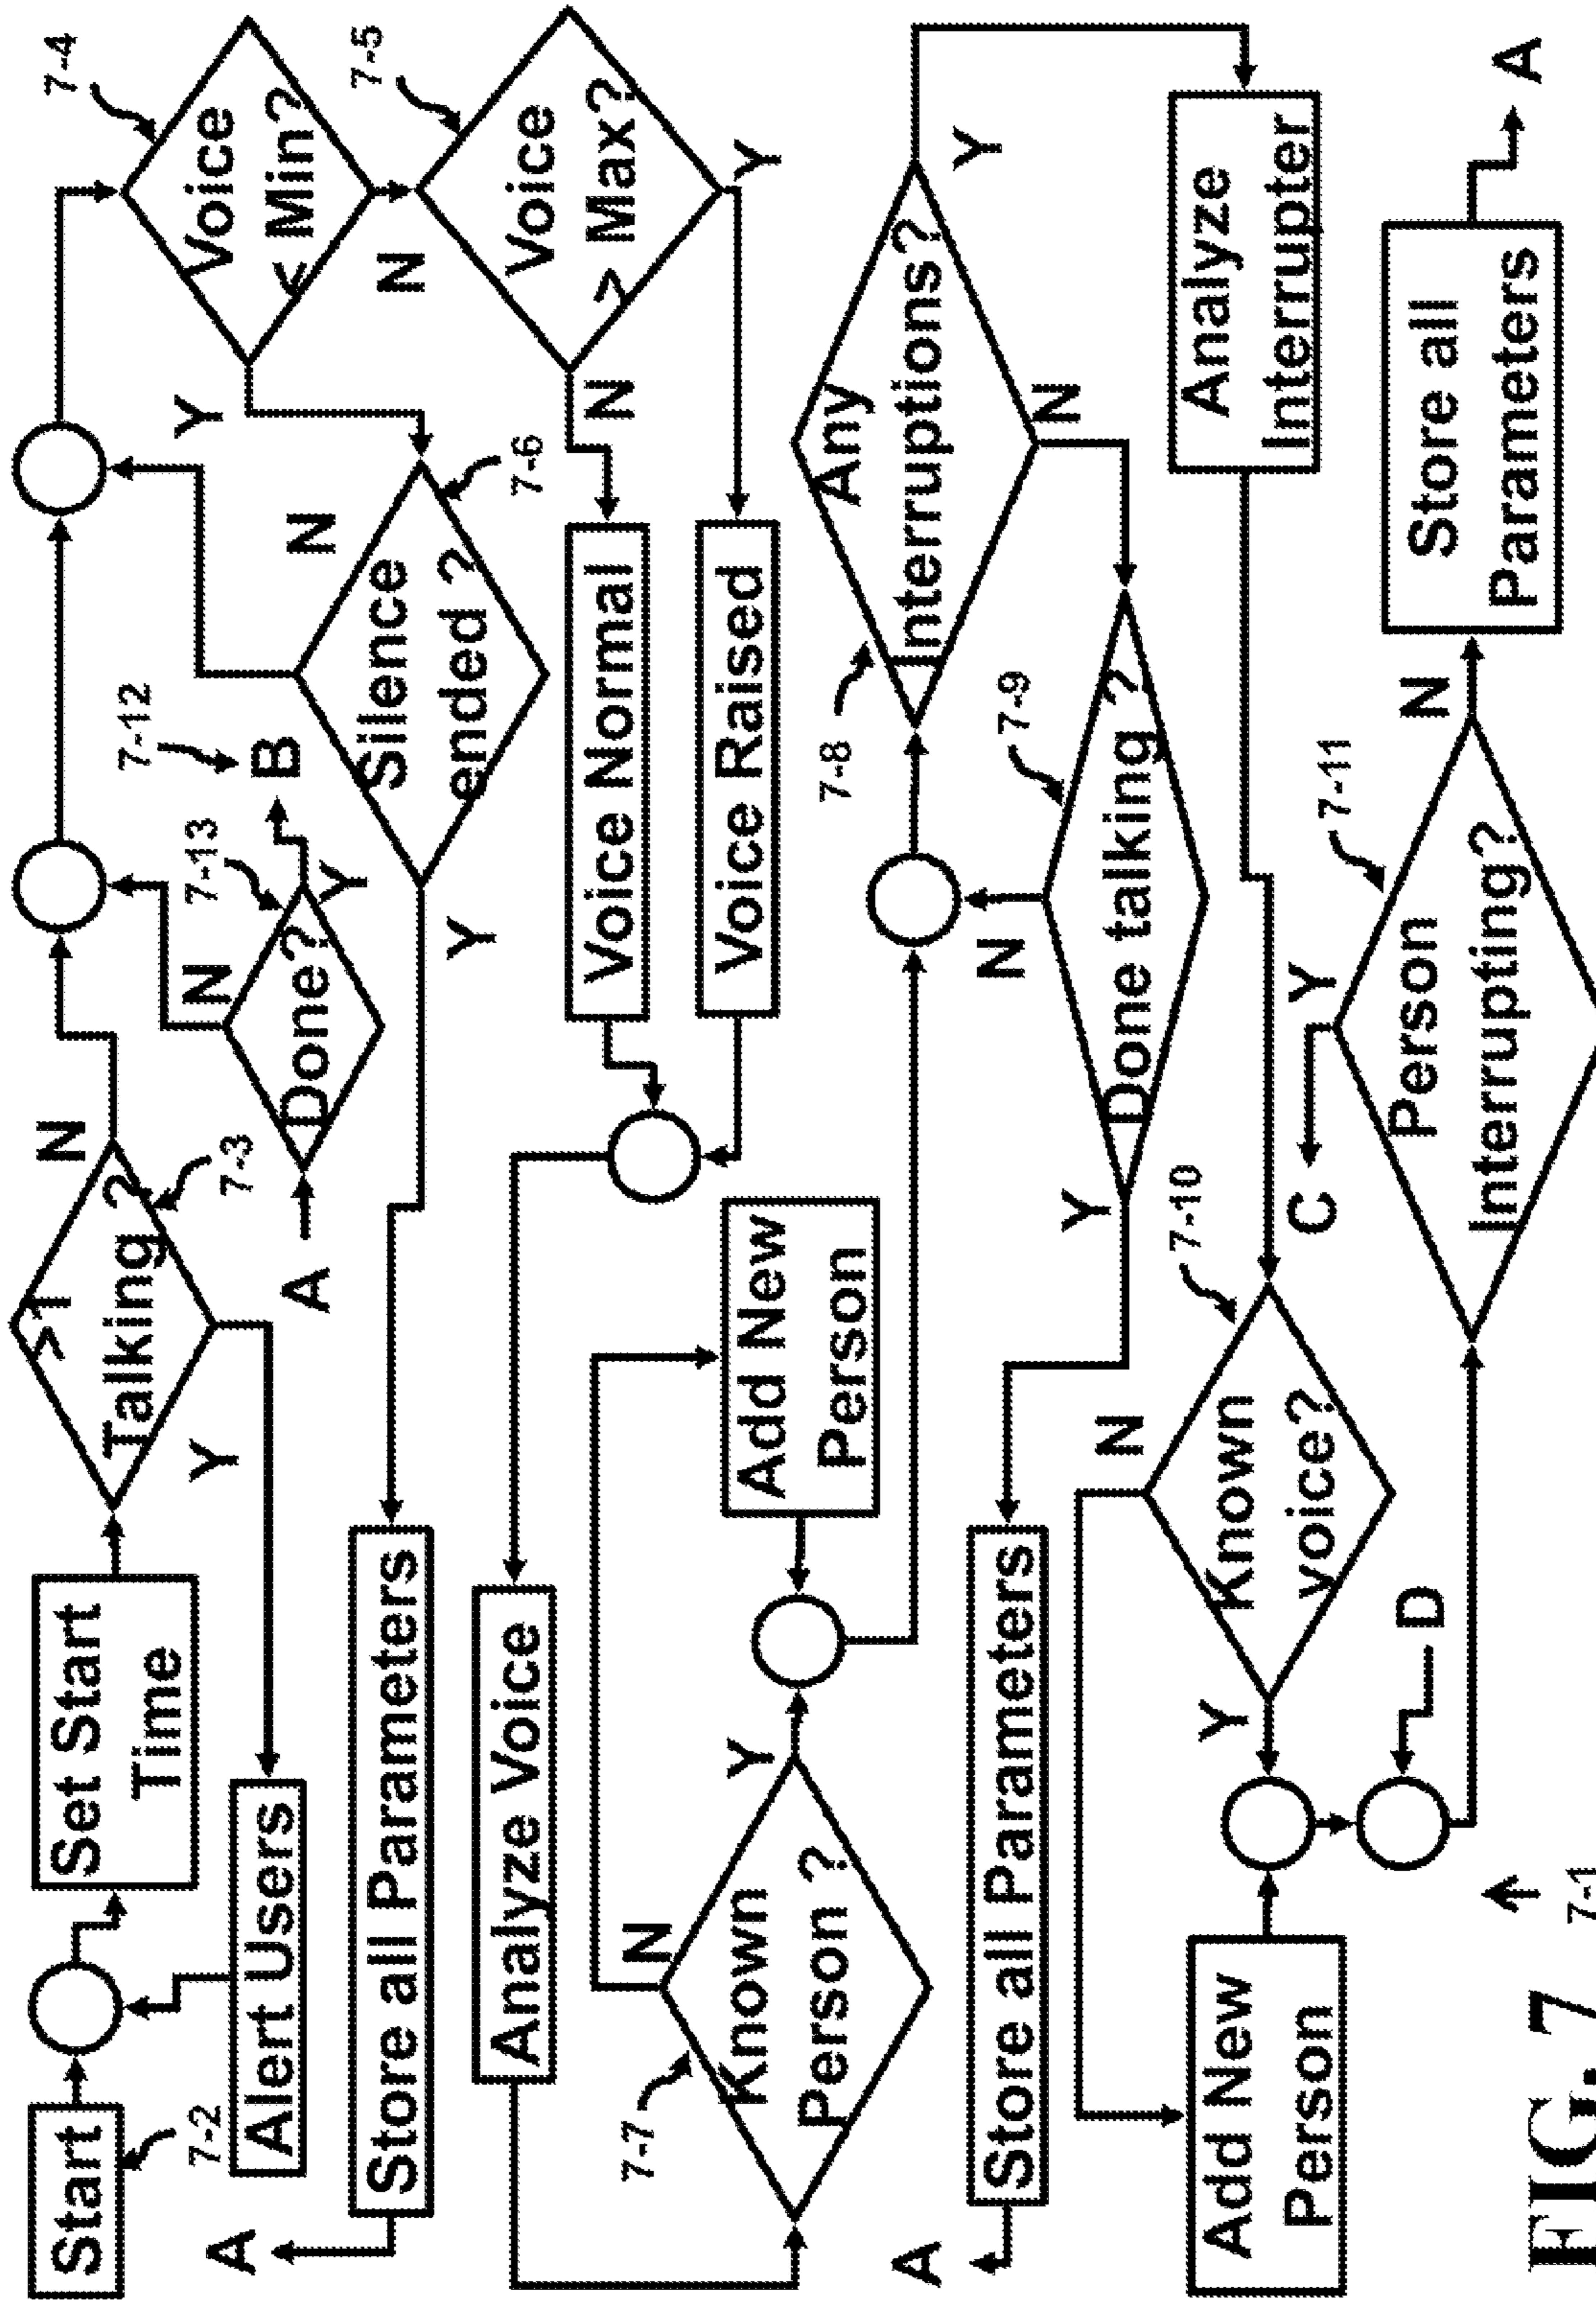 Start
7-2
Set Start
Time
>1
Talking ?
7-3
Y
N
Alert Users
A
Done?
7-13
N
Y
B
7-12
Voice
< Min?
7-4
Y
N
Voice
> Max?
7-5
N
Y
Silence
ended ?
7-6
N
Y
Store all Parameters
A
Voice Normal
Voice Raised
Analyze Voice
Known
Person ?
7-7
N
Y
Add New
Person
Any
Interruptions?
7-8
Y
N
Done talking ?
7-9
N
Y
Store all Parameters
A
Analyze
Interrupter
Known
voice?
7-10
N
Y
Add New
Person
D
C
Y
Person
Interrupting?
7-11
N
Store all
Parameters
A
FIG. 7
7-1